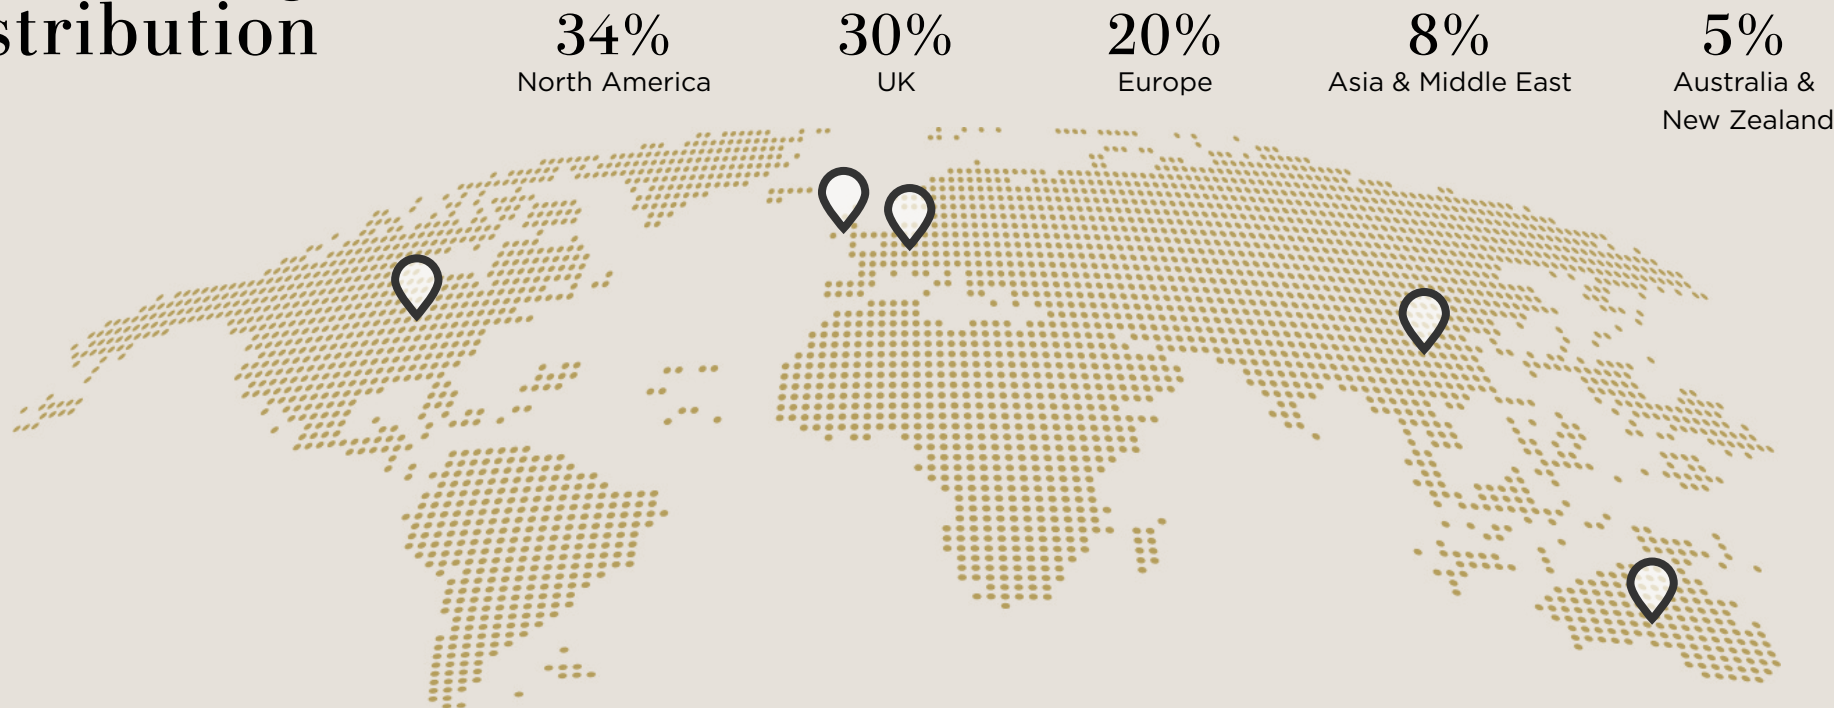 stribution
34%
North America
30%
UK
20%
Europe
8%
Asia & Middle East
5%
Australia &
New Zealand